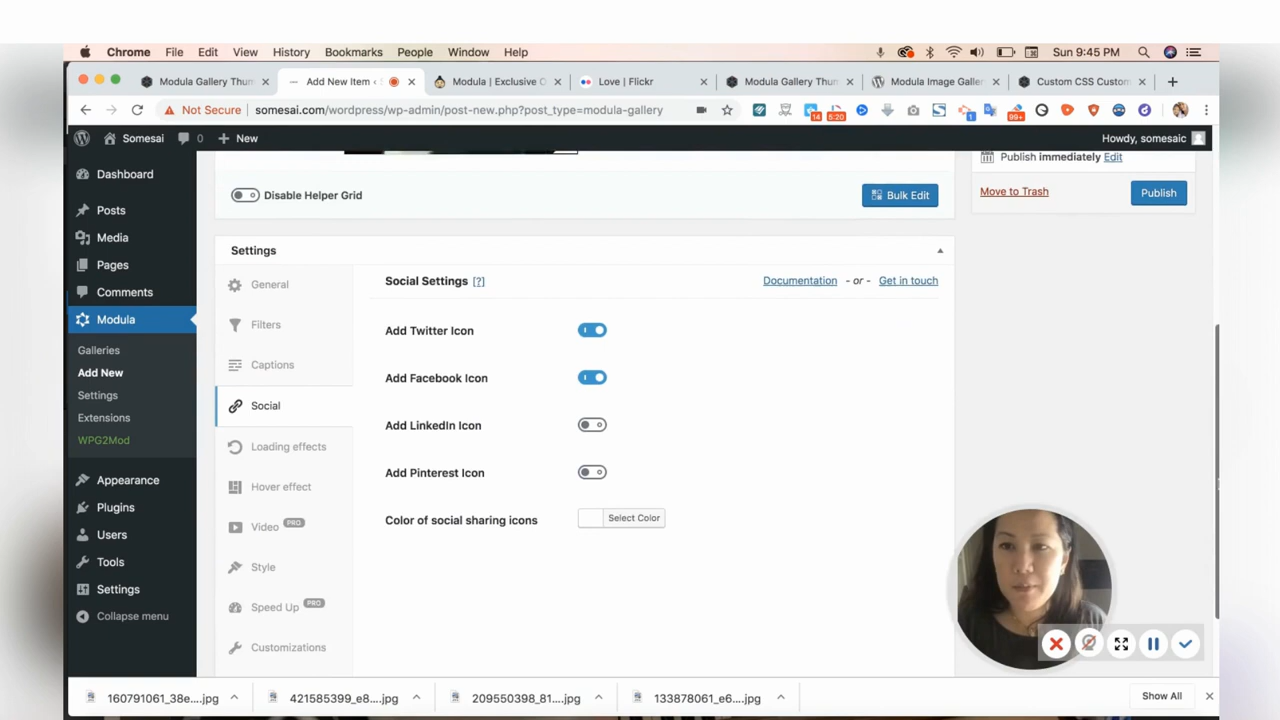 Chrome File Edit View History Bookmarks People Window Help Sun 9:45 PM
Modula Gallery Thum Add New Item ‹ Modula | Exclusive O Love | Flickr Modula Gallery Thum Modula Image Galler Custom CSS Custom
Not Secure somesai.com/wordpress/wp-admin/post-new.php?post_type=modula-gallery 14 5:20 1 99+
Somesai 0 New Howdy, somesaic
Dashboard
Posts
Media
Pages
Comments
Modula
Galleries
Add New
Settings
Extensions
WPG2Mod
Appearance
Plugins
Users
Tools
Settings
Collapse menu
Disable Helper Grid Bulk Edit
Publish immediately Edit
Move to Trash Publish
Settings
General
Filters
Captions
Social
Loading effects
Hover effect
Video PRO
Style
Speed Up PRO
Customizations
Social Settings [?] Documentation - or - Get in touch
Add Twitter Icon
Add Facebook Icon
Add LinkedIn Icon
Add Pinterest Icon
Color of social sharing icons Select Color
160791061_38e....jpg 421585399_e8....jpg 209550398_81....jpg 133878061_e6....jpg Show All